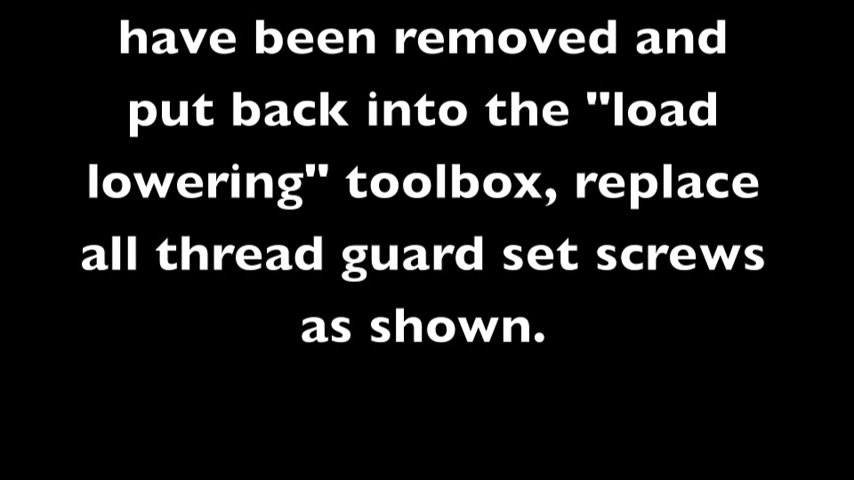 have been removed and
put back into the "load
lowering" toolbox, replace
all thread guard set screws
as shown.